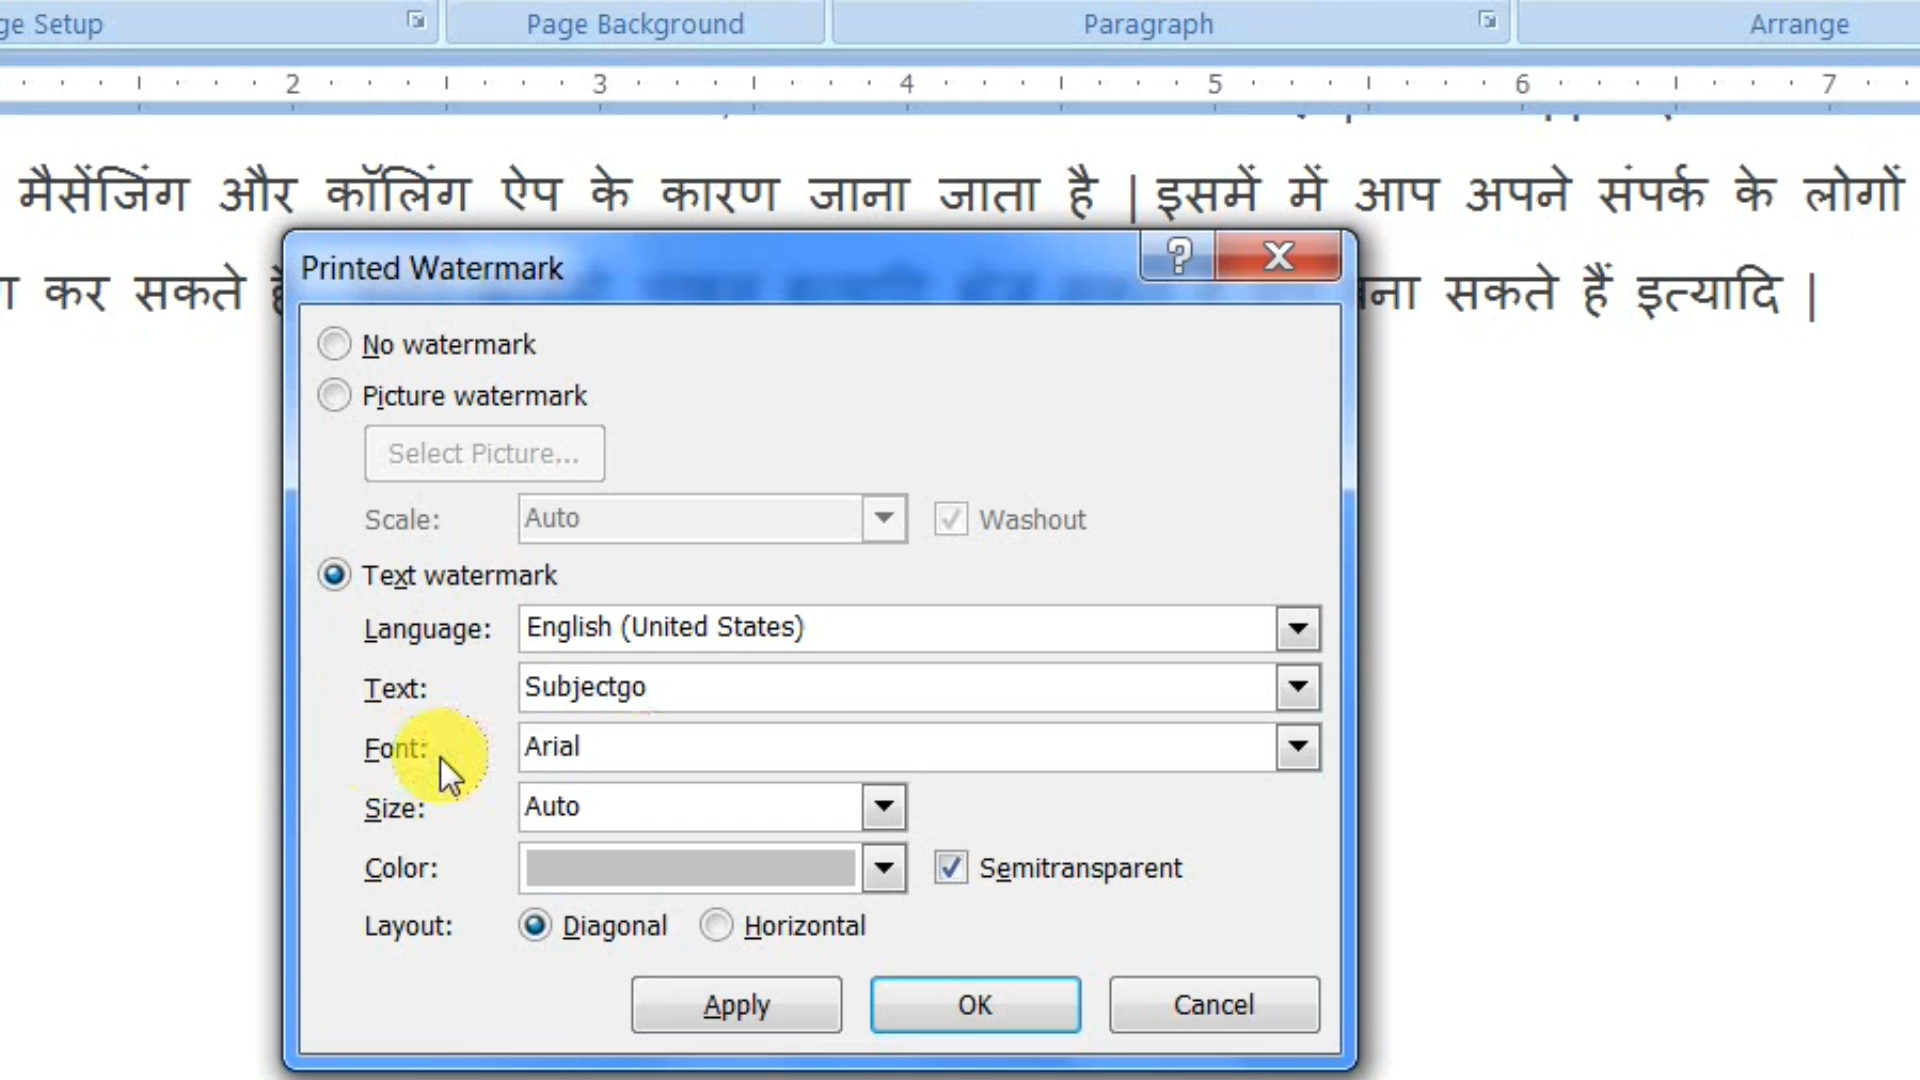 ge Setup
Page Background
Paragraph
Arrange
2 3 4 5 6 7
मैसेंजिंग और कॉलिंग ऐप के कारण जाना जाता है | इसमें में आप अपने संपर्क के लोगों
कर सकते
सकते हैं इत्यादि |
Printed Watermark
No watermark
Picture watermark
Select Picture...
Scale: Auto Washout
Text watermark
Language: English (United States)
Text: Subjectgo
Font: Arial
Size: Auto
Color: Semitransparent
Layout: Diagonal Horizontal
Apply OK Cancel